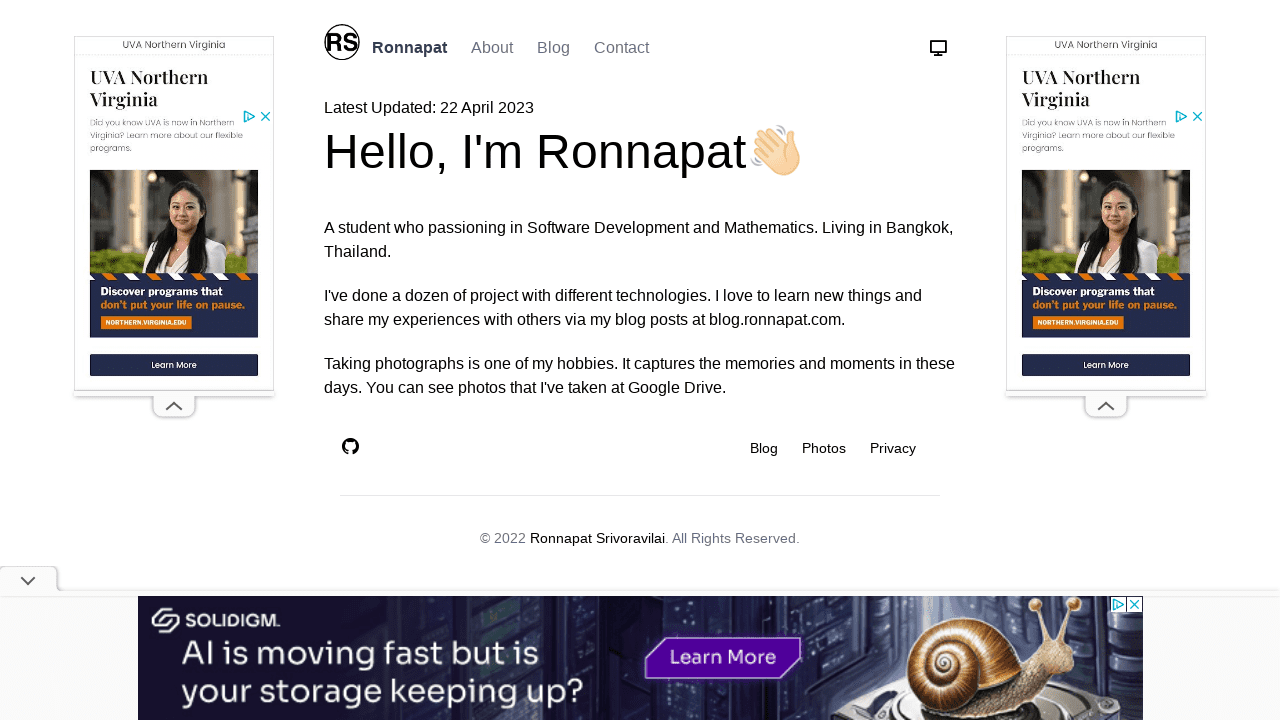 RS
Ronnapat About Blog Contact
Latest Updated: 22 April 2023
Hello, I'm Ronnapat
A student who passioning in Software Development and Mathematics. Living in Bangkok,
Thailand.
I've done a dozen of project with different technologies. I love to learn new things and
share my experiences with others via my blog posts at blog.ronnapat.com.
Taking photographs is one of my hobbies. It captures the memories and moments in these
days. You can see photos that I've taken at Google Drive.
Blog Photos Privacy
© 2022 Ronnapat Srivoravilai. All Rights Reserved.
UVA Northern Virginia
UVA Northern
Virginia
Did you know UVA is now in Northern
Virginia? Learn more about our flexible
programs.
Discover programs that
don't put your life on pause.
NORTHERN.VIRGINIA.EDU
Learn More
UVA Northern Virginia
UVA Northern
Virginia
Did you know UVA is now in Northern
Virginia? Learn more about our flexible
programs.
Discover programs that
don't put your life on pause.
NORTHERN.VIRGINIA.EDU
Learn More
SOLIDIGM
AI is moving fast but is
your storage keeping up?
Learn More